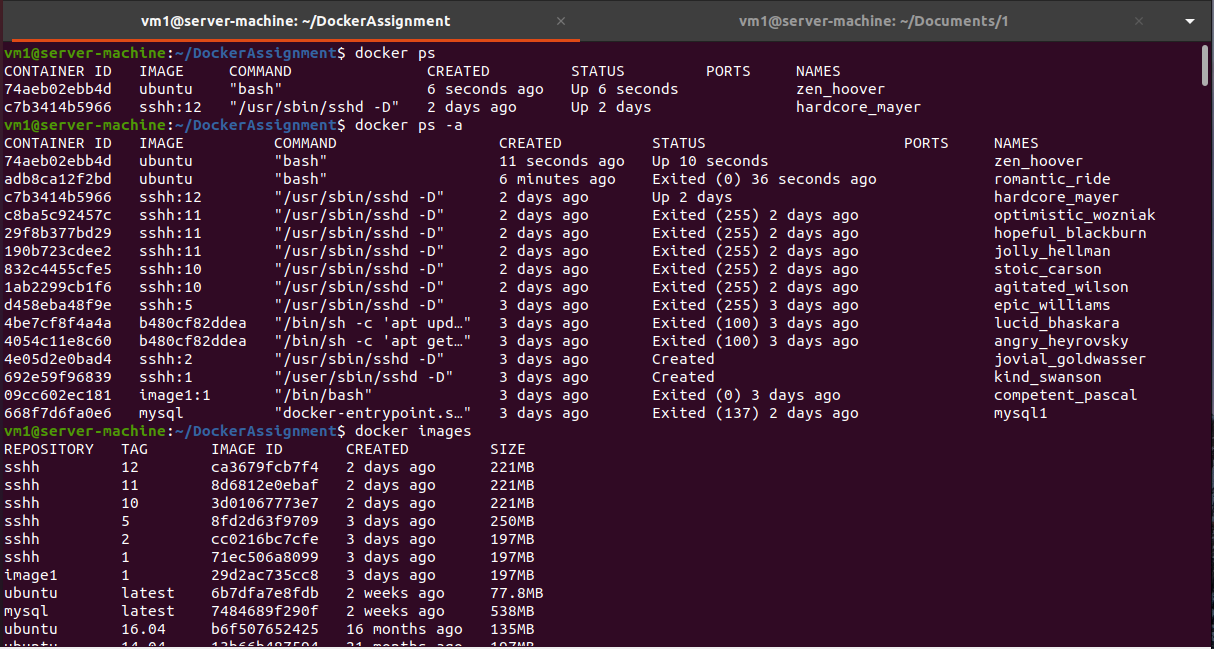 vm1@server-machine: ~/DockerAssignment × vm1@server-machine: ~/Documents/1 ×
vm1@server-machine:~/DockerAssignment$ docker ps
CONTAINER ID   IMAGE     COMMAND               CREATED         STATUS         PORTS     NAMES
74aeb02ebb4d   ubuntu    "bash"                6 seconds ago   Up 6 seconds             zen_hoover
c7b3414b5966   sshh:12   "/usr/sbin/sshd -D"   2 days ago      Up 2 days                hardcore_mayer
vm1@server-machine:~/DockerAssignment$ docker ps -a
CONTAINER ID   IMAGE          COMMAND                  CREATED          STATUS                      PORTS     NAMES
74aeb02ebb4d   ubuntu         "bash"                   11 seconds ago   Up 10 seconds                         zen_hoover
adb8ca12f2bd   ubuntu         "bash"                   6 minutes ago    Exited (0) 36 seconds ago             romantic_ride
c7b3414b5966   sshh:12        "/usr/sbin/sshd -D"      2 days ago       Up 2 days                             hardcore_mayer
c8ba5c92457c   sshh:11        "/usr/sbin/sshd -D"      2 days ago       Exited (255) 2 days ago               optimistic_wozniak
29f8b377bd29   sshh:11        "/usr/sbin/sshd -D"      2 days ago       Exited (255) 2 days ago               hopeful_blackburn
190b723cdee2   sshh:11        "/usr/sbin/sshd -D"      2 days ago       Exited (255) 2 days ago               jolly_hellman
832c4455cfe5   sshh:10        "/usr/sbin/sshd -D"      2 days ago       Exited (255) 2 days ago               stoic_carson
1ab2299cb1f6   sshh:10        "/usr/sbin/sshd -D"      2 days ago       Exited (255) 2 days ago               agitated_wilson
d458eba48f9e   sshh:5         "/usr/sbin/sshd -D"      3 days ago       Exited (255) 3 days ago               epic_williams
4be7cf8f4a4a   b480cf82ddea   "/bin/sh -c 'apt upd…"   3 days ago       Exited (100) 3 days ago               lucid_bhaskara
4054c11e8c60   b480cf82ddea   "/bin/sh -c 'apt get…"   3 days ago       Exited (100) 3 days ago               angry_heyrovsky
4e05d2e0bad4   sshh:2         "/usr/sbin/sshd -D"      3 days ago       Created                               jovial_goldwasser
692e59f96839   sshh:1         "/user/sbin/sshd -D"     3 days ago       Created                               kind_swanson
09cc602ec181   image1:1       "/bin/bash"              3 days ago       Exited (0) 3 days ago                 competent_pascal
668f7d6fa0e6   mysql          "docker-entrypoint.s…"   3 days ago       Exited (137) 2 days ago               mysql1
vm1@server-machine:~/DockerAssignment$ docker images
REPOSITORY   TAG       IMAGE ID       CREATED         SIZE
sshh         12        ca3679fcb7f4   2 days ago      221MB
sshh         11        8d6812e0ebaf   2 days ago      221MB
sshh         10        3d01067773e7   2 days ago      221MB
sshh         5         8fd2d63f9709   3 days ago      250MB
sshh         2         cc0216bc7cfe   3 days ago      197MB
sshh         1         71ec506a8099   3 days ago      197MB
image1       1         29d2ac735cc8   3 days ago      197MB
ubuntu       latest    6b7dfa7e8fdb   2 weeks ago     77.8MB
mysql        latest    7484689f290f   2 weeks ago     538MB
ubuntu       16.04     b6f507652425   16 months ago   135MB
ubuntu       14.04     13b66b487594   21 months ago   197MB